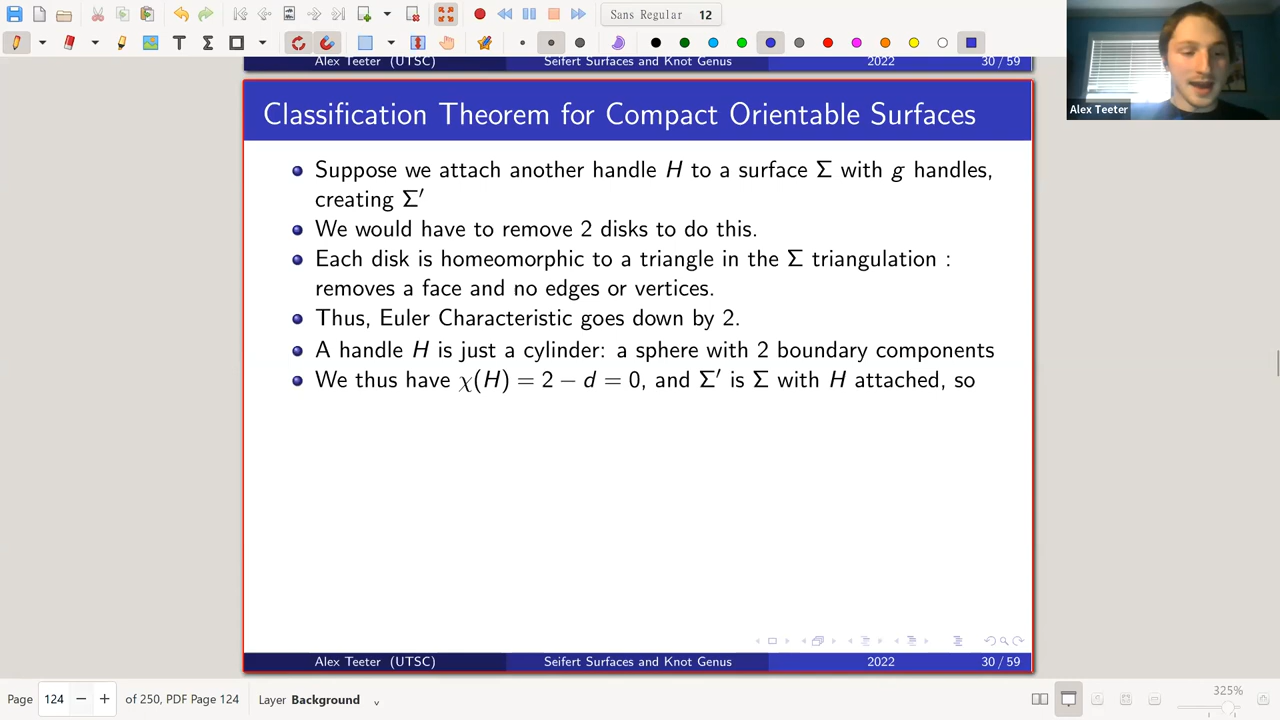 Sans Regular 12
Alex Teeter (UTSC) Seifert Surfaces and Knot Genus 2022 30 / 59
Alex Teeter
Classification Theorem for Compact Orientable Surfaces
Suppose we attach another handle H to a surface Σ with g handles,
creating Σ′
We would have to remove 2 disks to do this.
Each disk is homeomorphic to a triangle in the Σ triangulation :
removes a face and no edges or vertices.
Thus, Euler Characteristic goes down by 2.
A handle H is just a cylinder: a sphere with 2 boundary components
We thus have χ(H) = 2 − d = 0, and Σ′ is Σ with H attached, so
Alex Teeter (UTSC) Seifert Surfaces and Knot Genus 2022 30 / 59
Page 124 of 250, PDF Page 124 Layer Background 325%